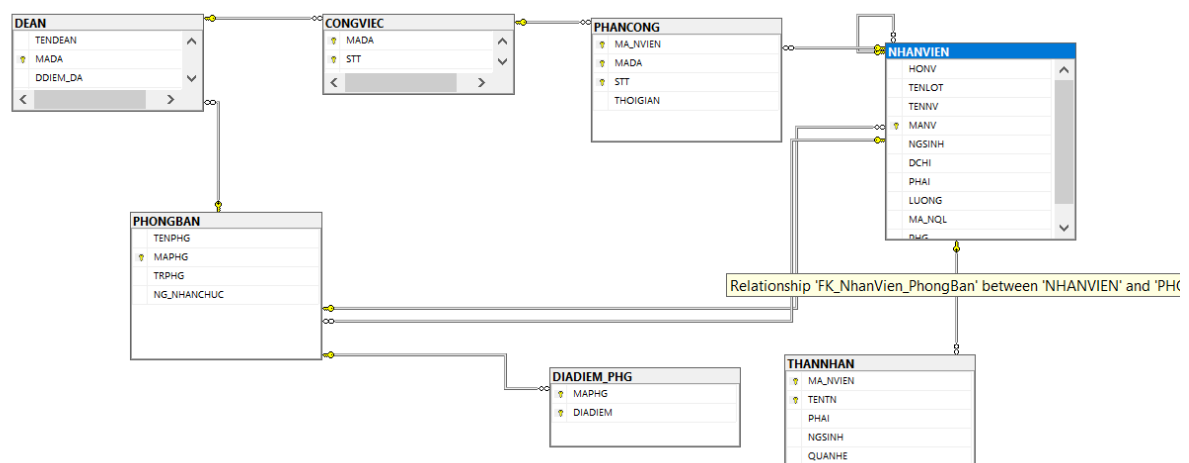 DEAN
TENDEAN
MADA
DDIEM_DA
CONGVIEC
MADA
STT
PHANCONG
MA_NVIEN
MADA
STT
THOIGIAN
NHANVIEN
HONV
TENLOT
TENNV
MANV
NGSINH
DCHI
PHAI
LUONG
MA_NQL
PHG
PHONGBAN
TENPHG
MAPHG
TRPHG
NG_NHANCHUC
Relationship 'FK_NhanVien_PhongBan' between 'NHANVIEN' and 'PHO
DIADIEM_PHG
MAPHG
DIADIEM
THANNHAN
MA_NVIEN
TENTN
PHAI
NGSINH
QUANHE